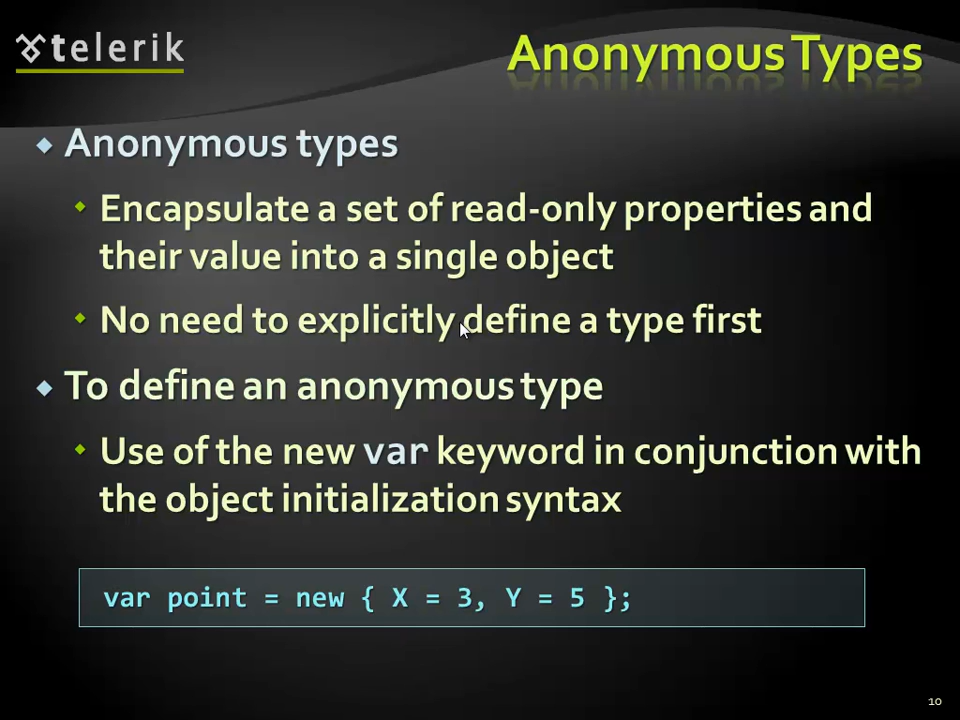 telerik
Anonymous Types
Anonymous types
Encapsulate a set of read-only properties and
their value into a single object
No need to explicitly define a type first
To define an anonymous type
Use of the new var keyword in conjunction with
the object initialization syntax
var point = new { X = 3, Y = 5 };
10